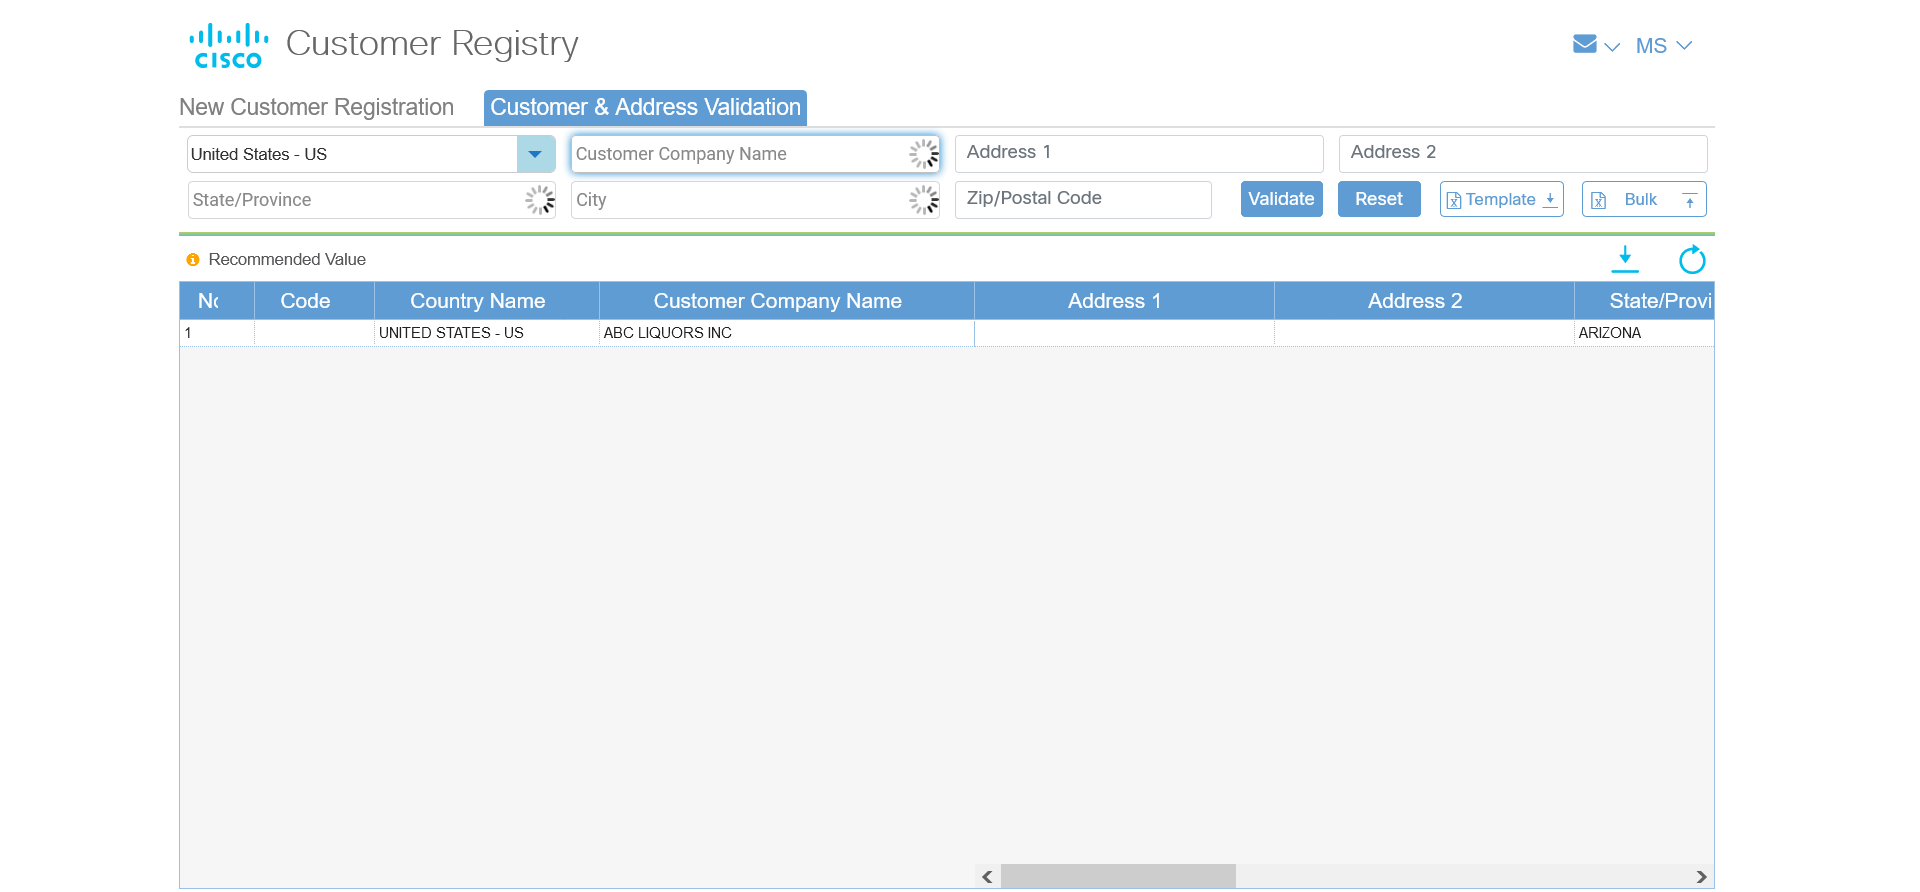 CISCO Customer Registry
MS
New Customer Registration Customer & Address Validation
United States - US Customer Company Name Address 1 Address 2
State/Province City Zip/Postal Code Validate Reset Template Bulk
Recommended Value
No Code Country Name Customer Company Name Address 1 Address 2 State/Provi
1 UNITED STATES - US ABC LIQUORS INC ARIZONA